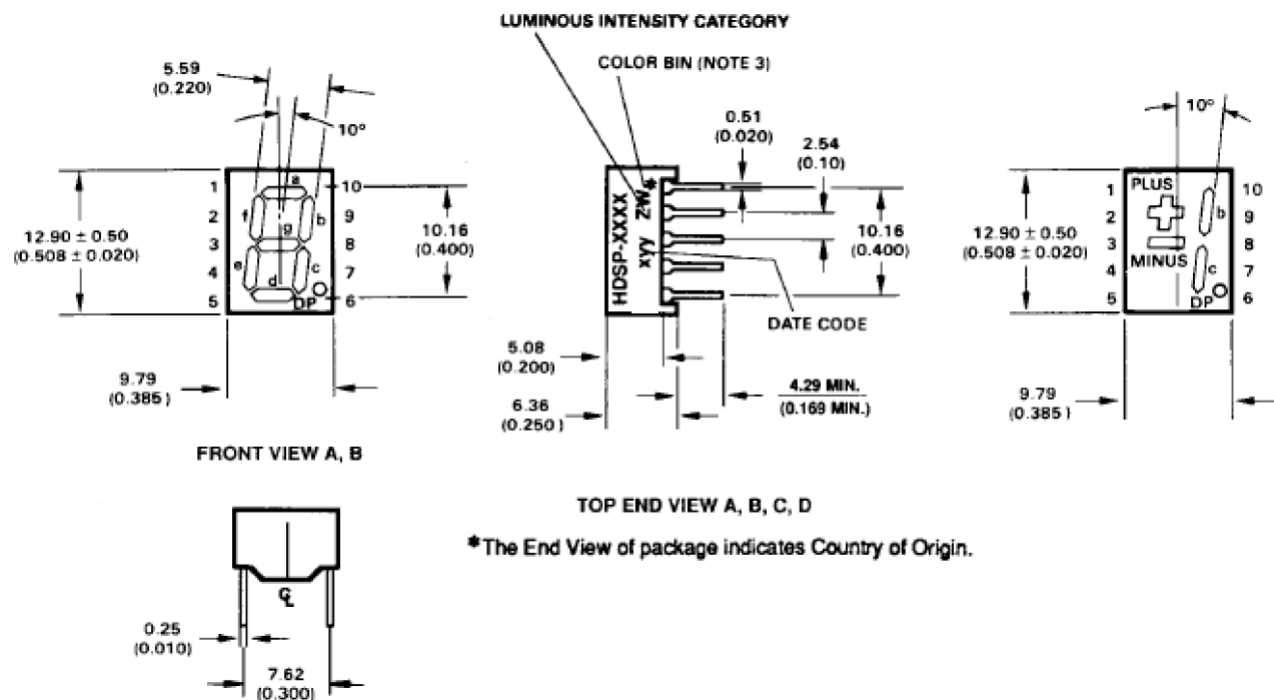 LUMINOUS INTENSITY CATEGORY
COLOR BIN (NOTE 3)
5.59
(0.220)
10°
12.90 ± 0.50
(0.508 ± 0.020)
1
2
3
4
5
a
f
b
g
e
c
d
DP
10
9
8
7
6
10.16
(0.400)
9.79
(0.385)
FRONT VIEW A, B
0.51
(0.020)
2.54
(0.10)
HDSP-XXXX
xyy
ZW
*
10.16
(0.400)
DATE CODE
5.08
(0.200)
6.36
(0.250)
4.29 MIN.
(0.169 MIN.)
10°
12.90 ± 0.50
(0.508 ± 0.020)
1
2
3
4
5
PLUS
MINUS
b
c
DP
10
9
8
7
6
9.79
(0.385)
TOP END VIEW A, B, C, D
*The End View of package indicates Country of Origin.
℄
0.25
(0.010)
7.62
(0.300)